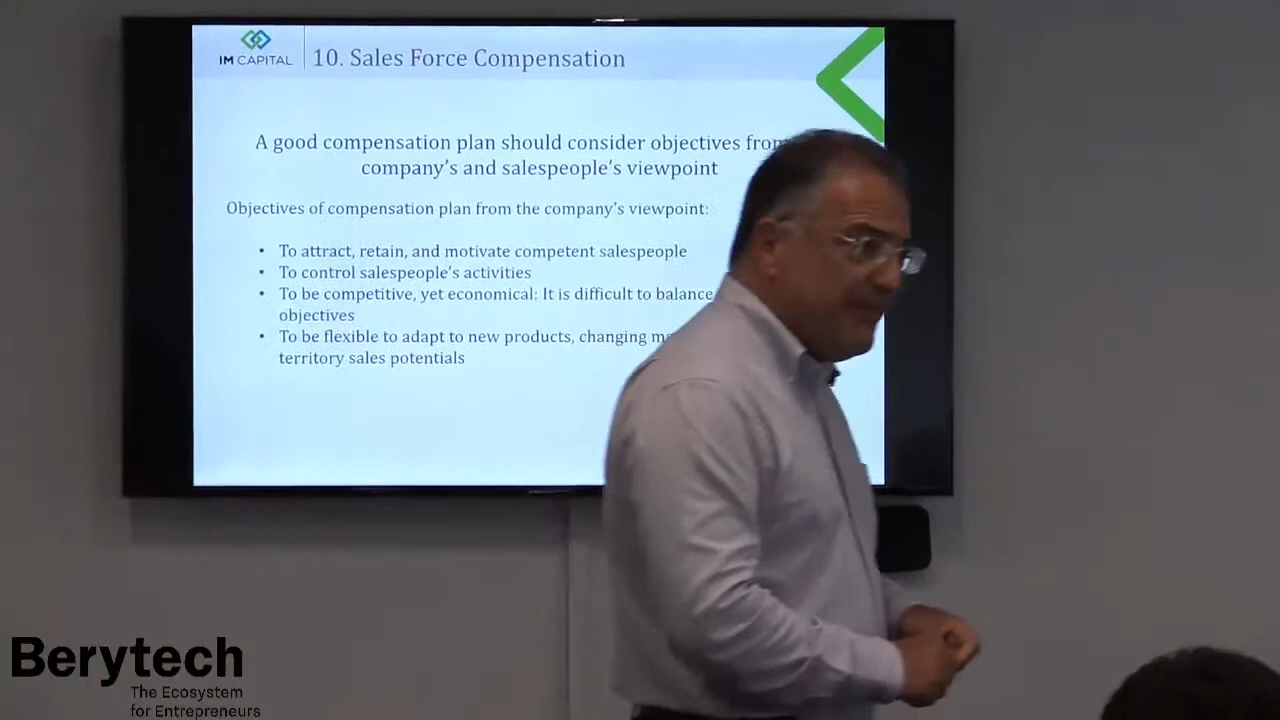 IM CAPITAL
10. Sales Force Compensation
A good compensation plan should consider objectives from
company's and salespeople's viewpoint
Objectives of compensation plan from the company's viewpoint:
• To attract, retain, and motivate competent salespeople
• To control salespeople's activities
• To be competitive, yet economical: It is difficult to balance
objectives
• To be flexible to adapt to new products, changing
territory sales potentials
Berytech
The Ecosystem
for Entrepreneurs